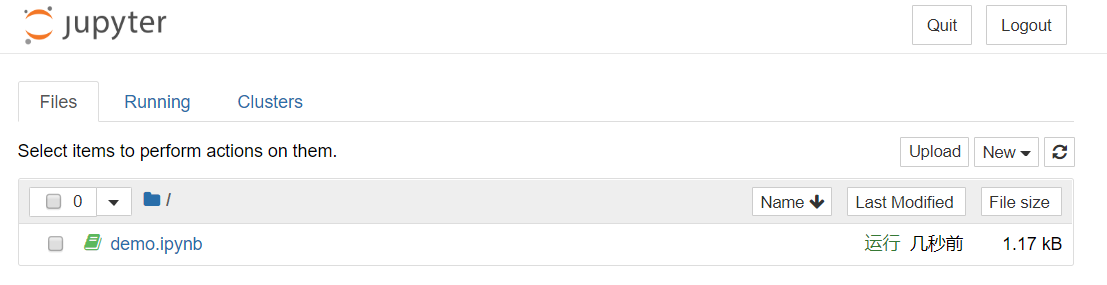 jupyter Quit Logout
Files Running Clusters
Select items to perform actions on them. Upload New
0 / Name Last Modified File size
demo.ipynb 运行 几秒前 1.17 kB